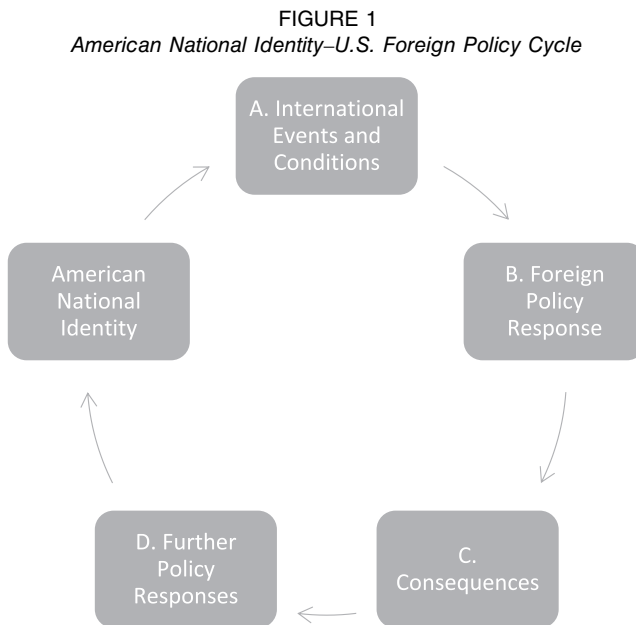 FIGURE 1
American National Identity–U.S. Foreign Policy Cycle
A. International
Events and
Conditions
B. Foreign
Policy
Response
C.
Consequences
D. Further
Policy
Responses
American
National
Identity